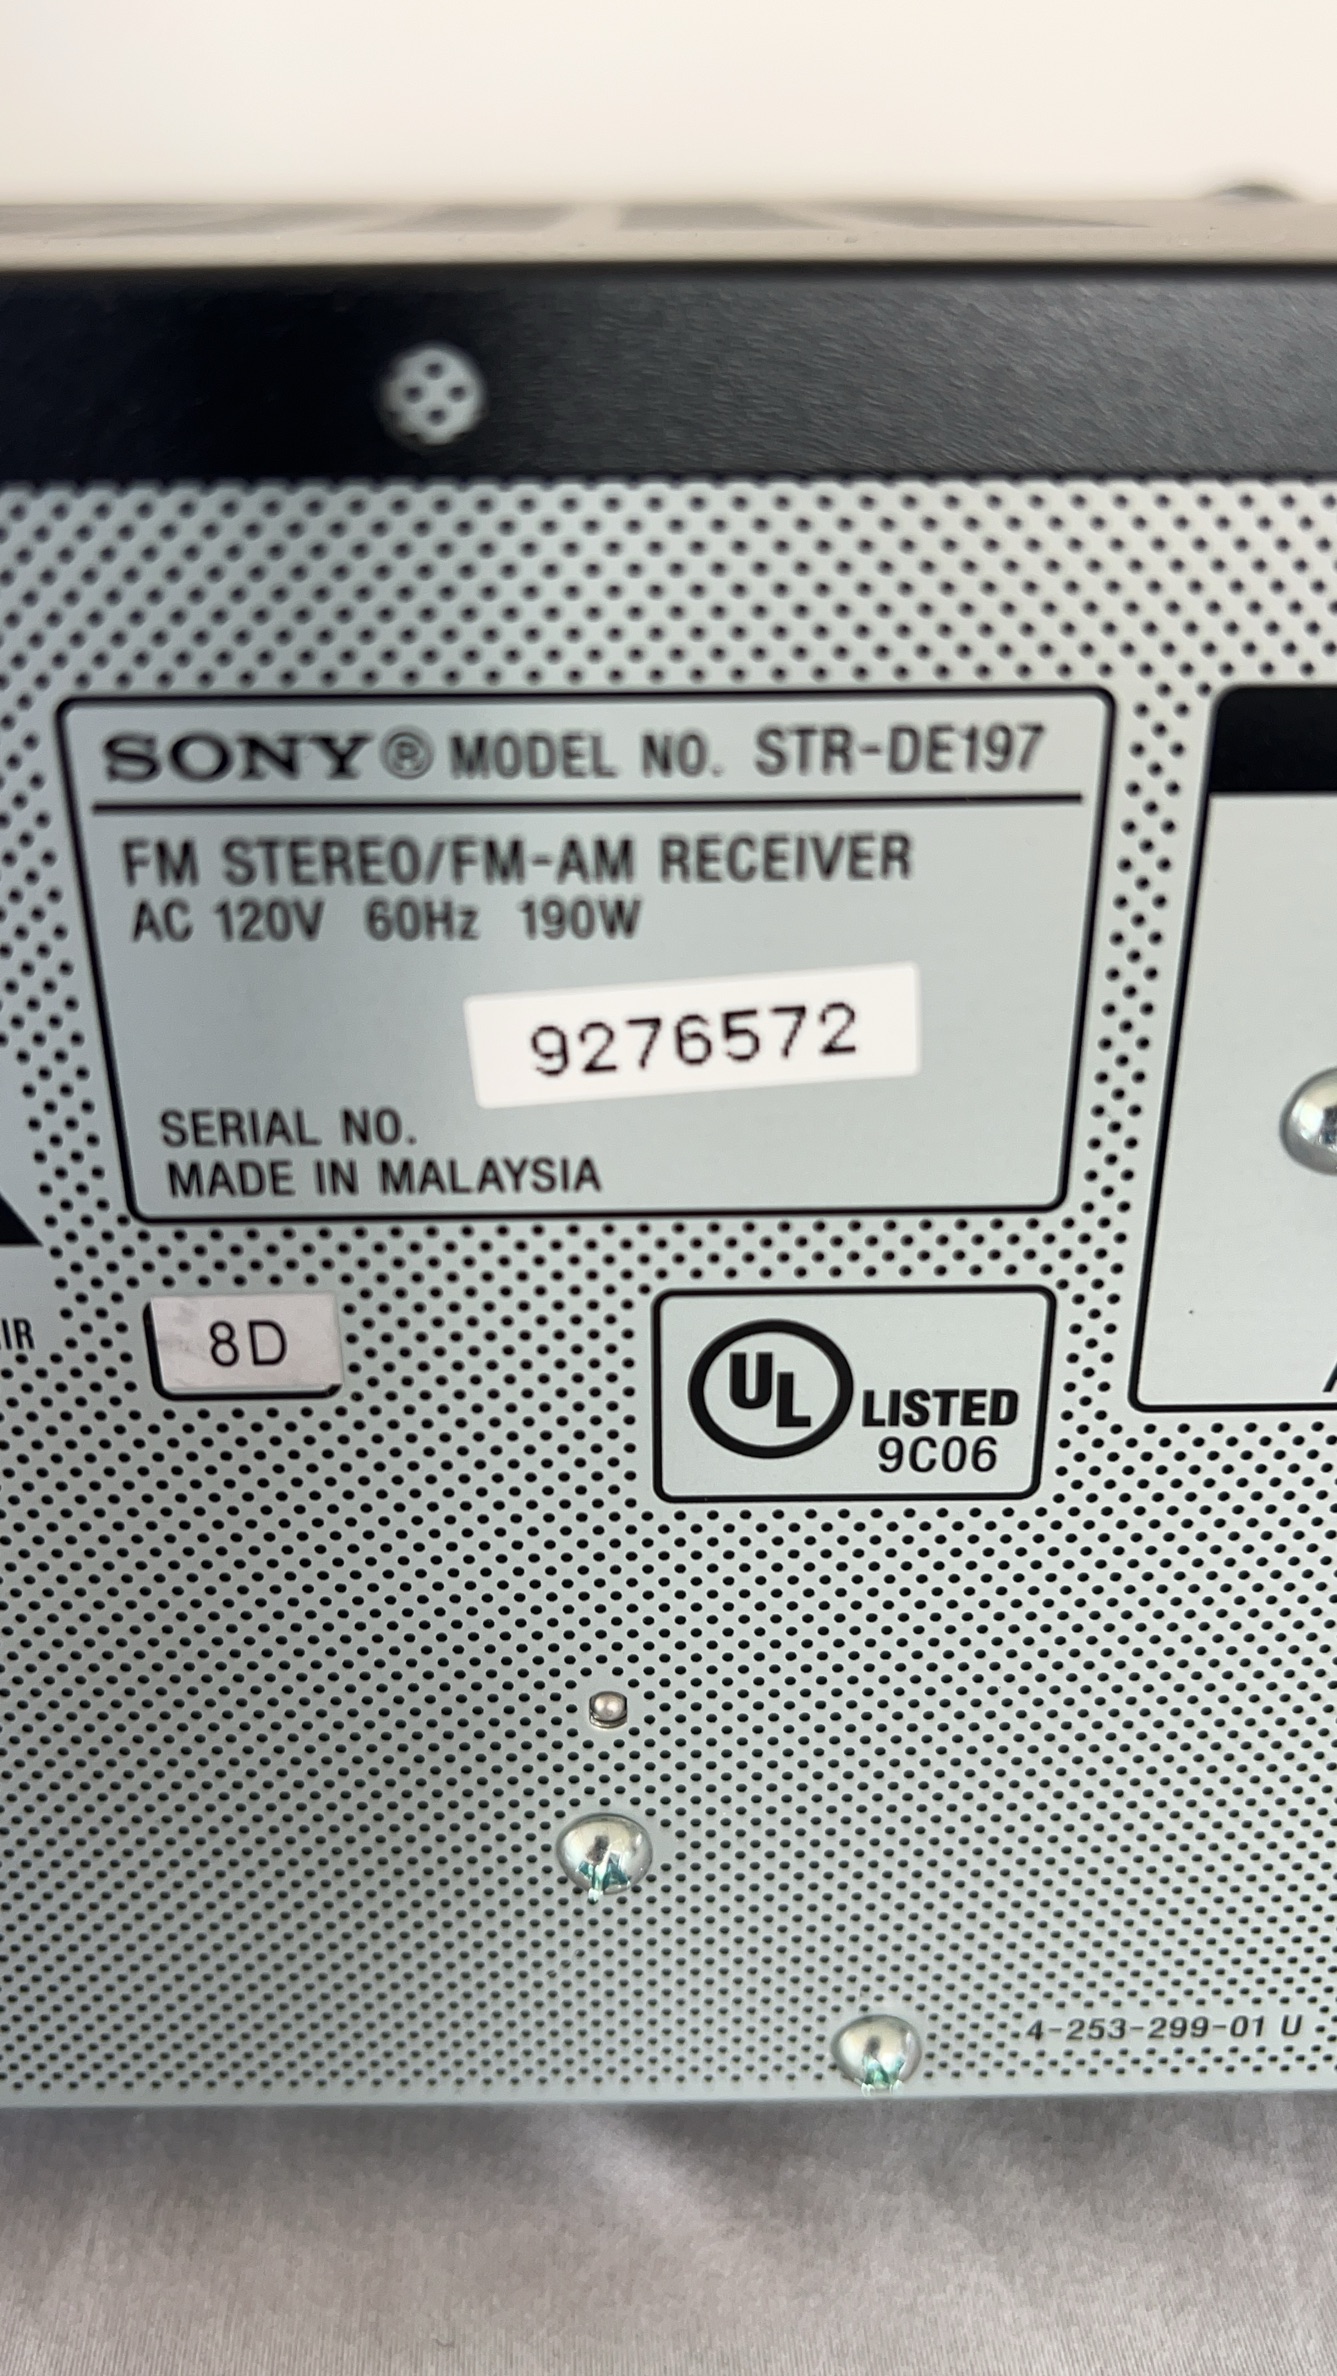 SONY® MODEL NO. STR-DE197
FM STEREO/FM-AM RECEIVER
AC 120V 60Hz 190W
9276572
SERIAL NO.
MADE IN MALAYSIA
8D
UL LISTED
9C06
4-253-299-01 U